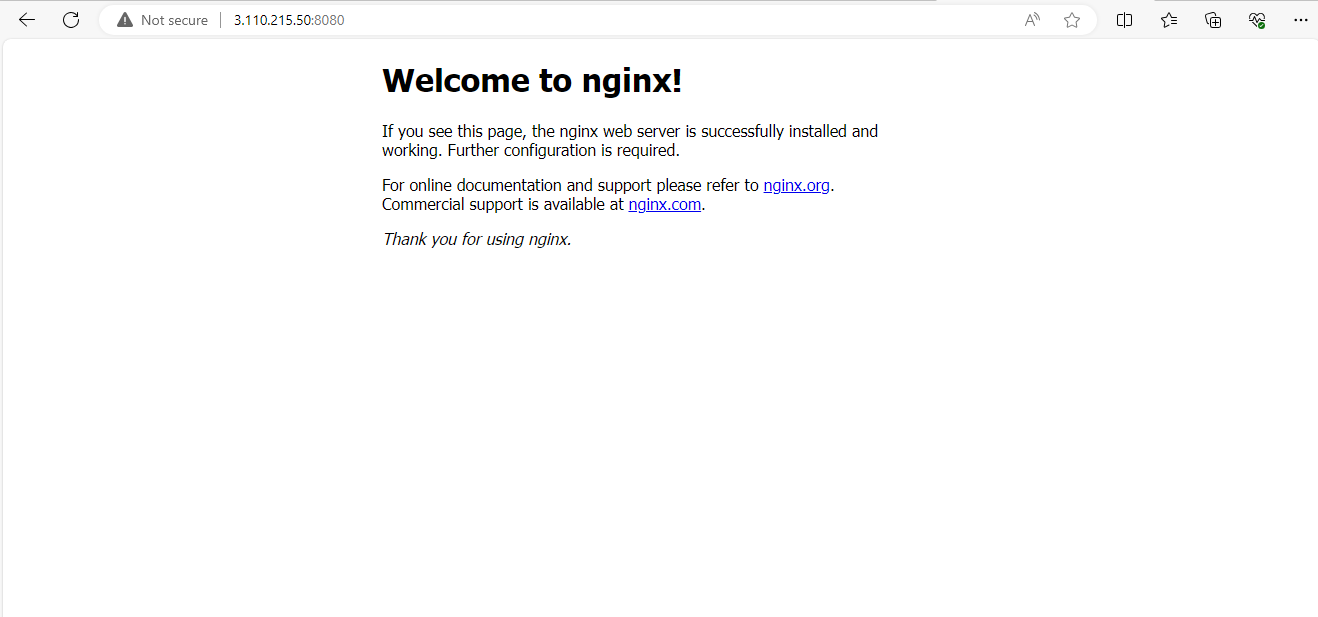 Not secure 3.110.215.50:8080
Welcome to nginx!
If you see this page, the nginx web server is successfully installed and
working. Further configuration is required.
For online documentation and support please refer to nginx.org.
Commercial support is available at nginx.com.
Thank you for using nginx.